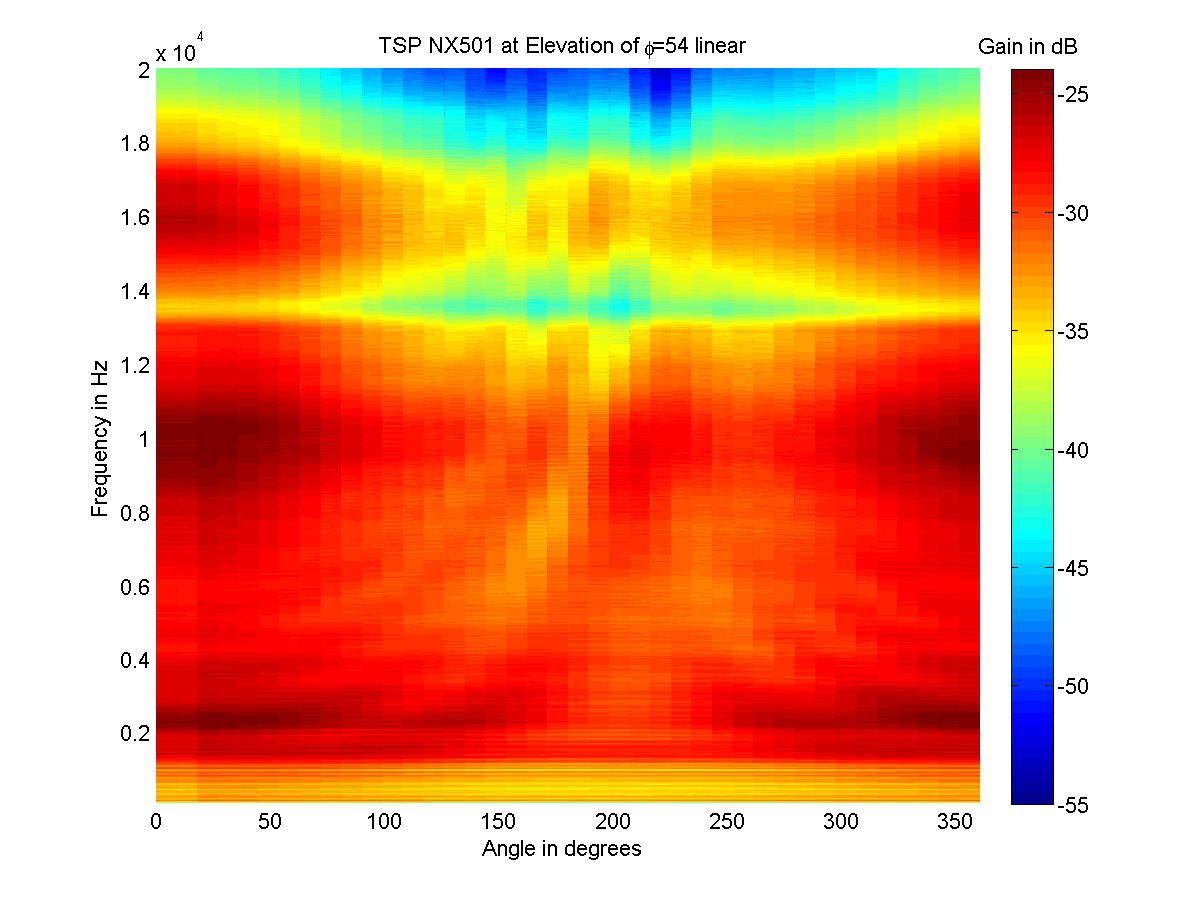 TSP NX501 at Elevation of ϕ=54 linear
Gain in dB
x 10^4
2
1.8
1.6
1.4
1.2
1
0.8
0.6
0.4
0.2
Frequency in Hz
0 50 100 150 200 250 300 350
Angle in degrees
-25
-30
-35
-40
-45
-50
-55